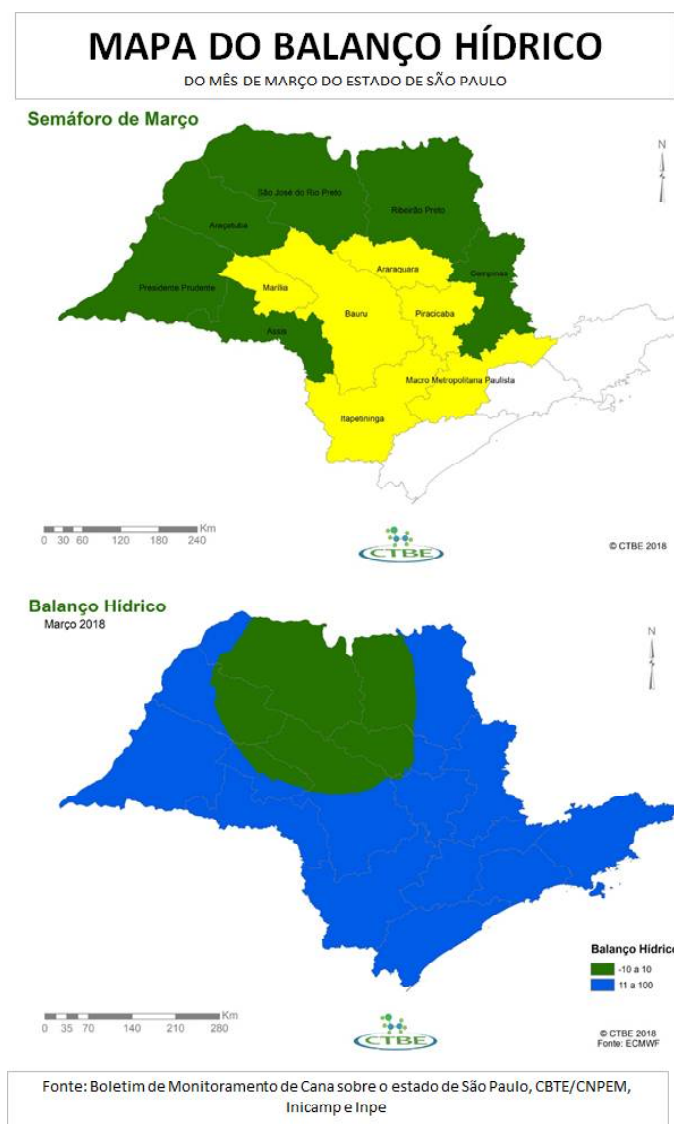 MAPA DO BALANÇO HÍDRICO
DO MÊS DE MARÇO DO ESTADO DE SÃO PAULO
Semáforo de Março
N
São José do Rio Preto
Ribeirão Preto
Araçatuba
Araraquara
Campinas
Presidente Prudente
Marília
Bauru
Piracicaba
Assis
Macro Metropolitana Paulista
Itapetininga
Km
0 30 60 120 180 240
CTBE
© CTBE 2018
Balanço Hídrico
Março 2018
N
Balanço Hídrico
-10 a 10
11 a 100
Km
0 35 70 140 210 280
CTBE
© CTBE 2018
Fonte: ECMWF
Fonte: Boletim de Monitoramento de Cana sobre o estado de São Paulo, CBTE/CNPEM,
Inicamp e Inpe